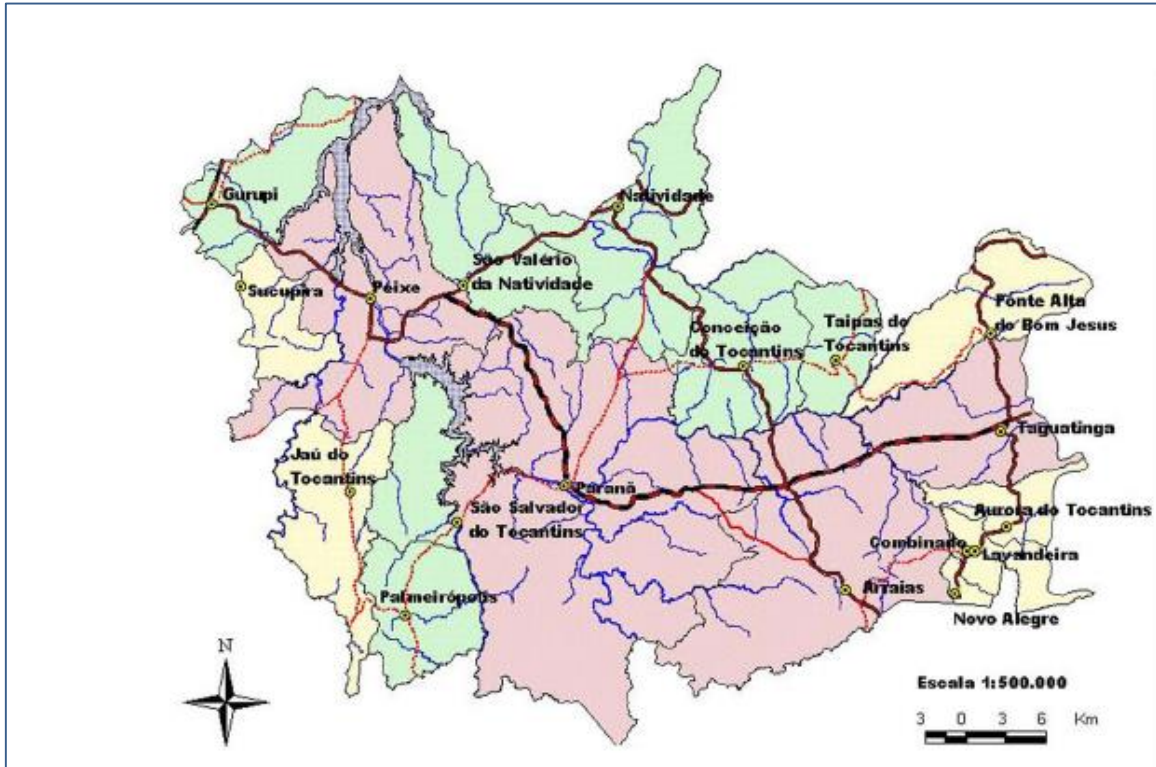 Gurupi
Natividade
São Valério
da Natividade
Sucupira
Peixe
Ponte Alta
do Bom Jesus
Conceição
do Tocantins
Taipas do
Tocantins
Taguatinga
Jaú do
Tocantins
Paranã
São Salvador
do Tocantins
Aurora do Tocantins
Combinado
Lavandeira
Palmeirópolis
Arraias
Novo Alegre
N
Escala 1:500.000
3 0 3 6 Km